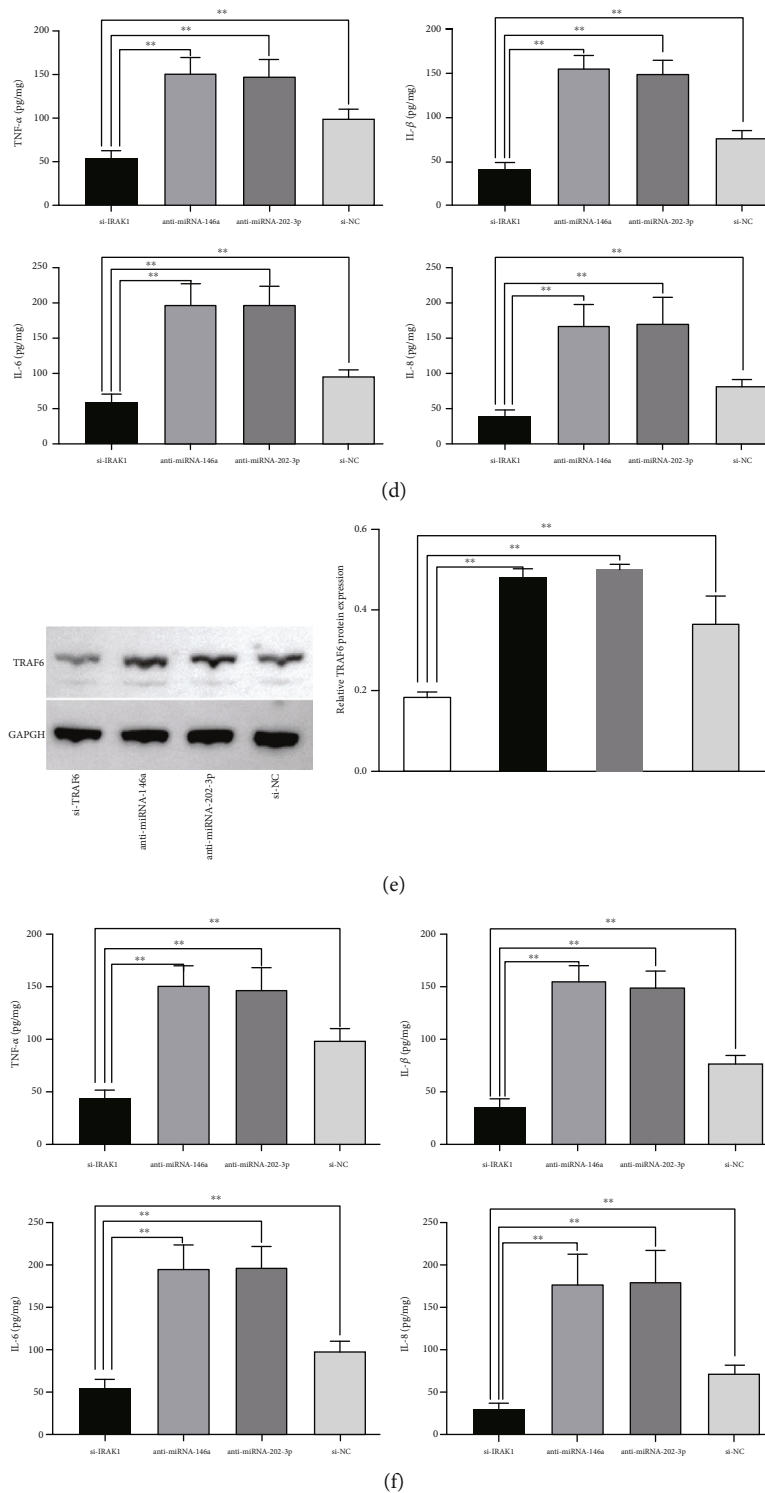 **
**
**
200
150
100
50
0
TNF-α (pg/mg)
si-IRAK1 anti-miRNA-146a anti-miRNA-202-3p si-NC
**
**
**
200
150
100
50
0
IL-β (pg/mg)
si-IRAK1 anti-miRNA-146a anti-miRNA-202-3p si-NC
**
**
**
250
200
150
100
50
0
IL-6 (pg/mg)
si-IRAK1 anti-miRNA-146a anti-miRNA-202-3p si-NC
**
**
**
250
200
150
100
50
0
IL-8 (pg/mg)
si-IRAK1 anti-miRNA-146a anti-miRNA-202-3p si-NC
(d)
TRAF6
GAPGH
si-TRAF6
anti-miRNA-146a
anti-miRNA-202-3p
si-NC
**
**
**
0.6
0.4
0.2
0.0
Relative TRAF6 protein expression
(e)
**
**
**
200
150
100
50
0
TNF-α (pg/mg)
si-IRAK1 anti-miRNA-146a anti-miRNA-202-3p si-NC
**
**
**
200
150
100
50
0
IL-β (pg/mg)
si-IRAK1 anti-miRNA-146a anti-miRNA-202-3p si-NC
**
**
**
250
200
150
100
50
0
IL-6 (pg/mg)
si-IRAK1 anti-miRNA-146a anti-miRNA-202-3p si-NC
**
**
**
250
200
150
100
50
0
IL-8 (pg/mg)
si-IRAK1 anti-miRNA-146a anti-miRNA-202-3p si-NC
(f)